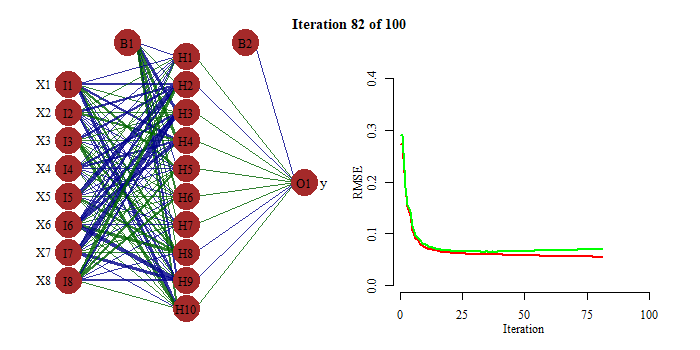 Iteration 82 of 100
B1
B2
H1
X1 I1 H2
X2 I2 H3
X3 I3 H4
X4 I4 H5
X5 I5 H6
X6 I6 H7
X7 I7 H8
X8 I8 H9
H10
O1 y
RMSE
0.4
0.3
0.2
0.1
0.0
0 25 50 75 100
Iteration